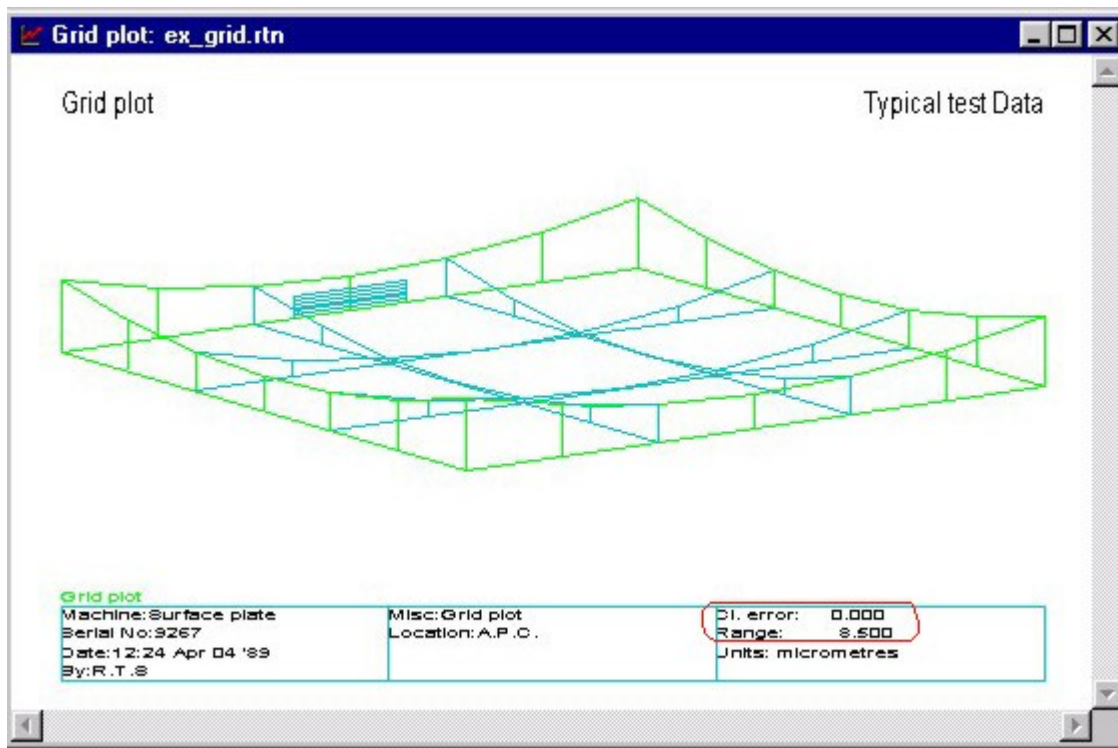 Grid plot: ex_grid.rtn
Grid plot
Typical test Data
Grid plot
Machine:Surface plate
Serial No:9267
Date:12:24 Apr 04 '89
By:R.T.S
Misc:Grid plot
Location:A.P.C.
Cl. error: 0.000
Range: 8.500
Units: micrometres